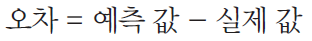 오차 = 예측 값 – 실제 값